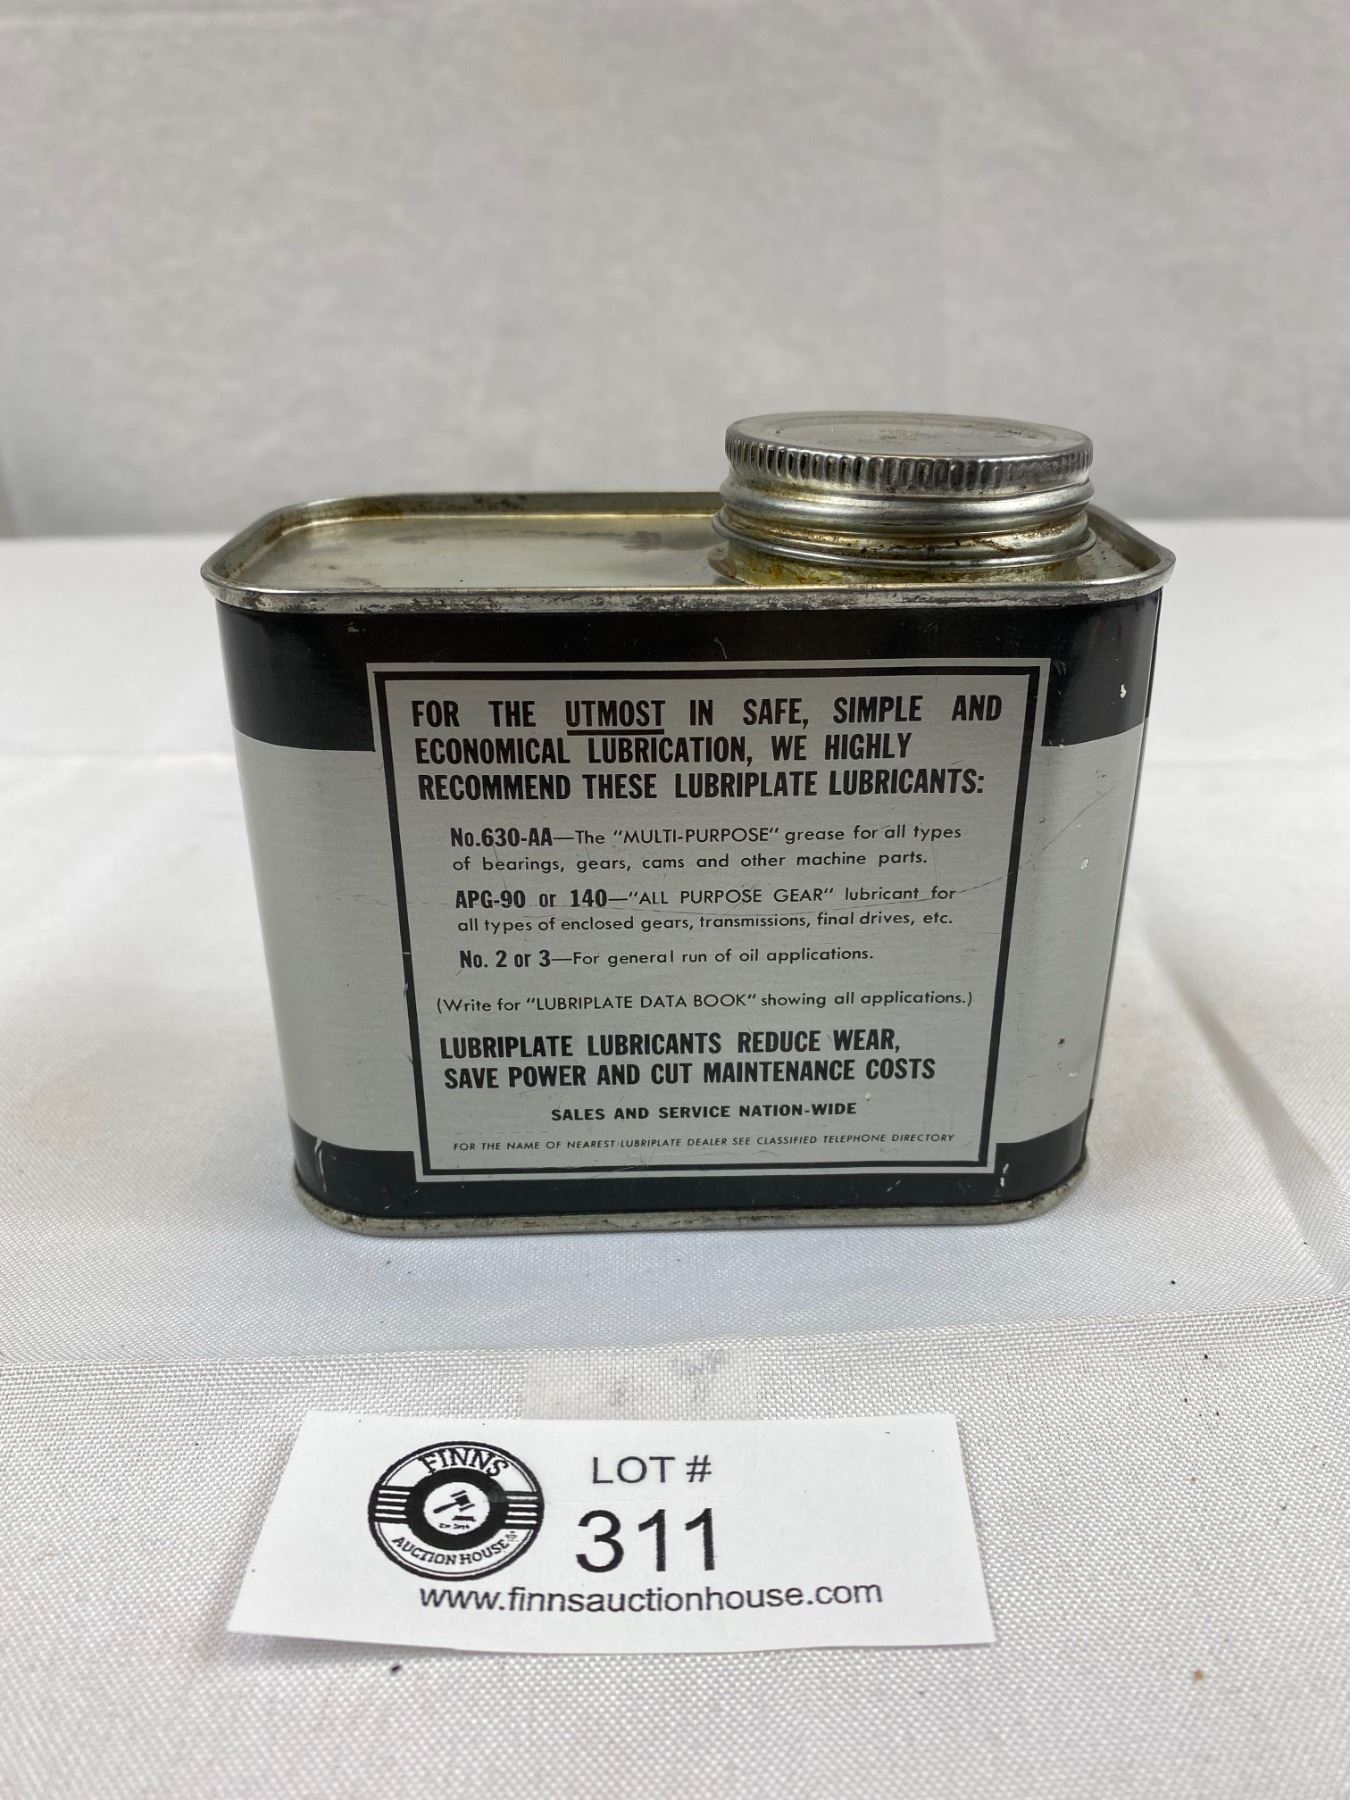 FOR THE UTMOST IN SAFE, SIMPLE AND
ECONOMICAL LUBRICATION, WE HIGHLY
RECOMMEND THESE LUBRIPLATE LUBRICANTS:
No.630-AA—The "MULTI-PURPOSE" grease for all types
of bearings, gears, cams and other machine parts.
APG-90 or 140—"ALL PURPOSE GEAR" lubricant for
all types of enclosed gears, transmissions, final drives, etc.
No. 2 or 3—For general run of oil applications.
(Write for "LUBRIPLATE DATA BOOK" showing all applications.)
LUBRIPLATE LUBRICANTS REDUCE WEAR,
SAVE POWER AND CUT MAINTENANCE COSTS
SALES AND SERVICE NATION-WIDE
FOR THE NAME OF NEAREST LUBRIPLATE DEALER SEE CLASSIFIED TELEPHONE DIRECTORY
FINNS
AUCTION HOUSE
LOT #
311
www.finnsauctionhouse.com